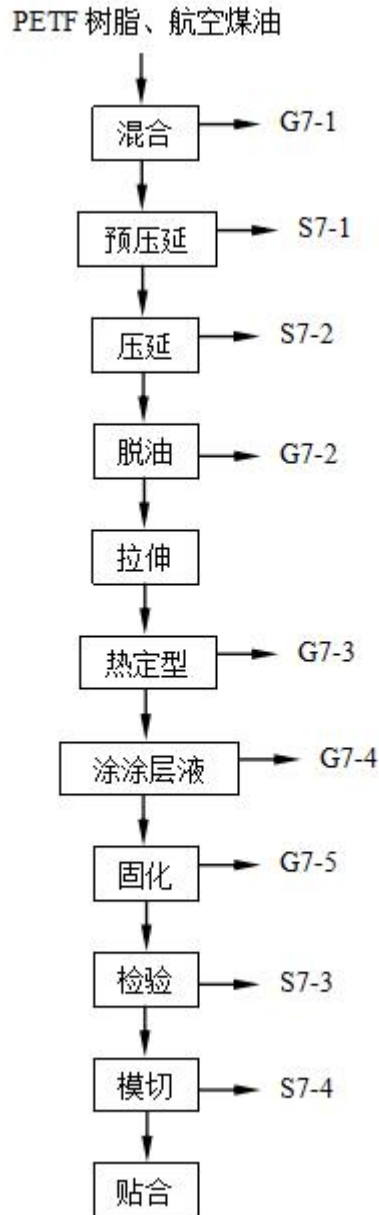 PETF 树脂、航空煤油
混合
G7-1
预压延
S7-1
压延
S7-2
脱油
G7-2
拉伸
热定型
G7-3
涂涂层液
G7-4
固化
G7-5
检验
S7-3
模切
S7-4
贴合